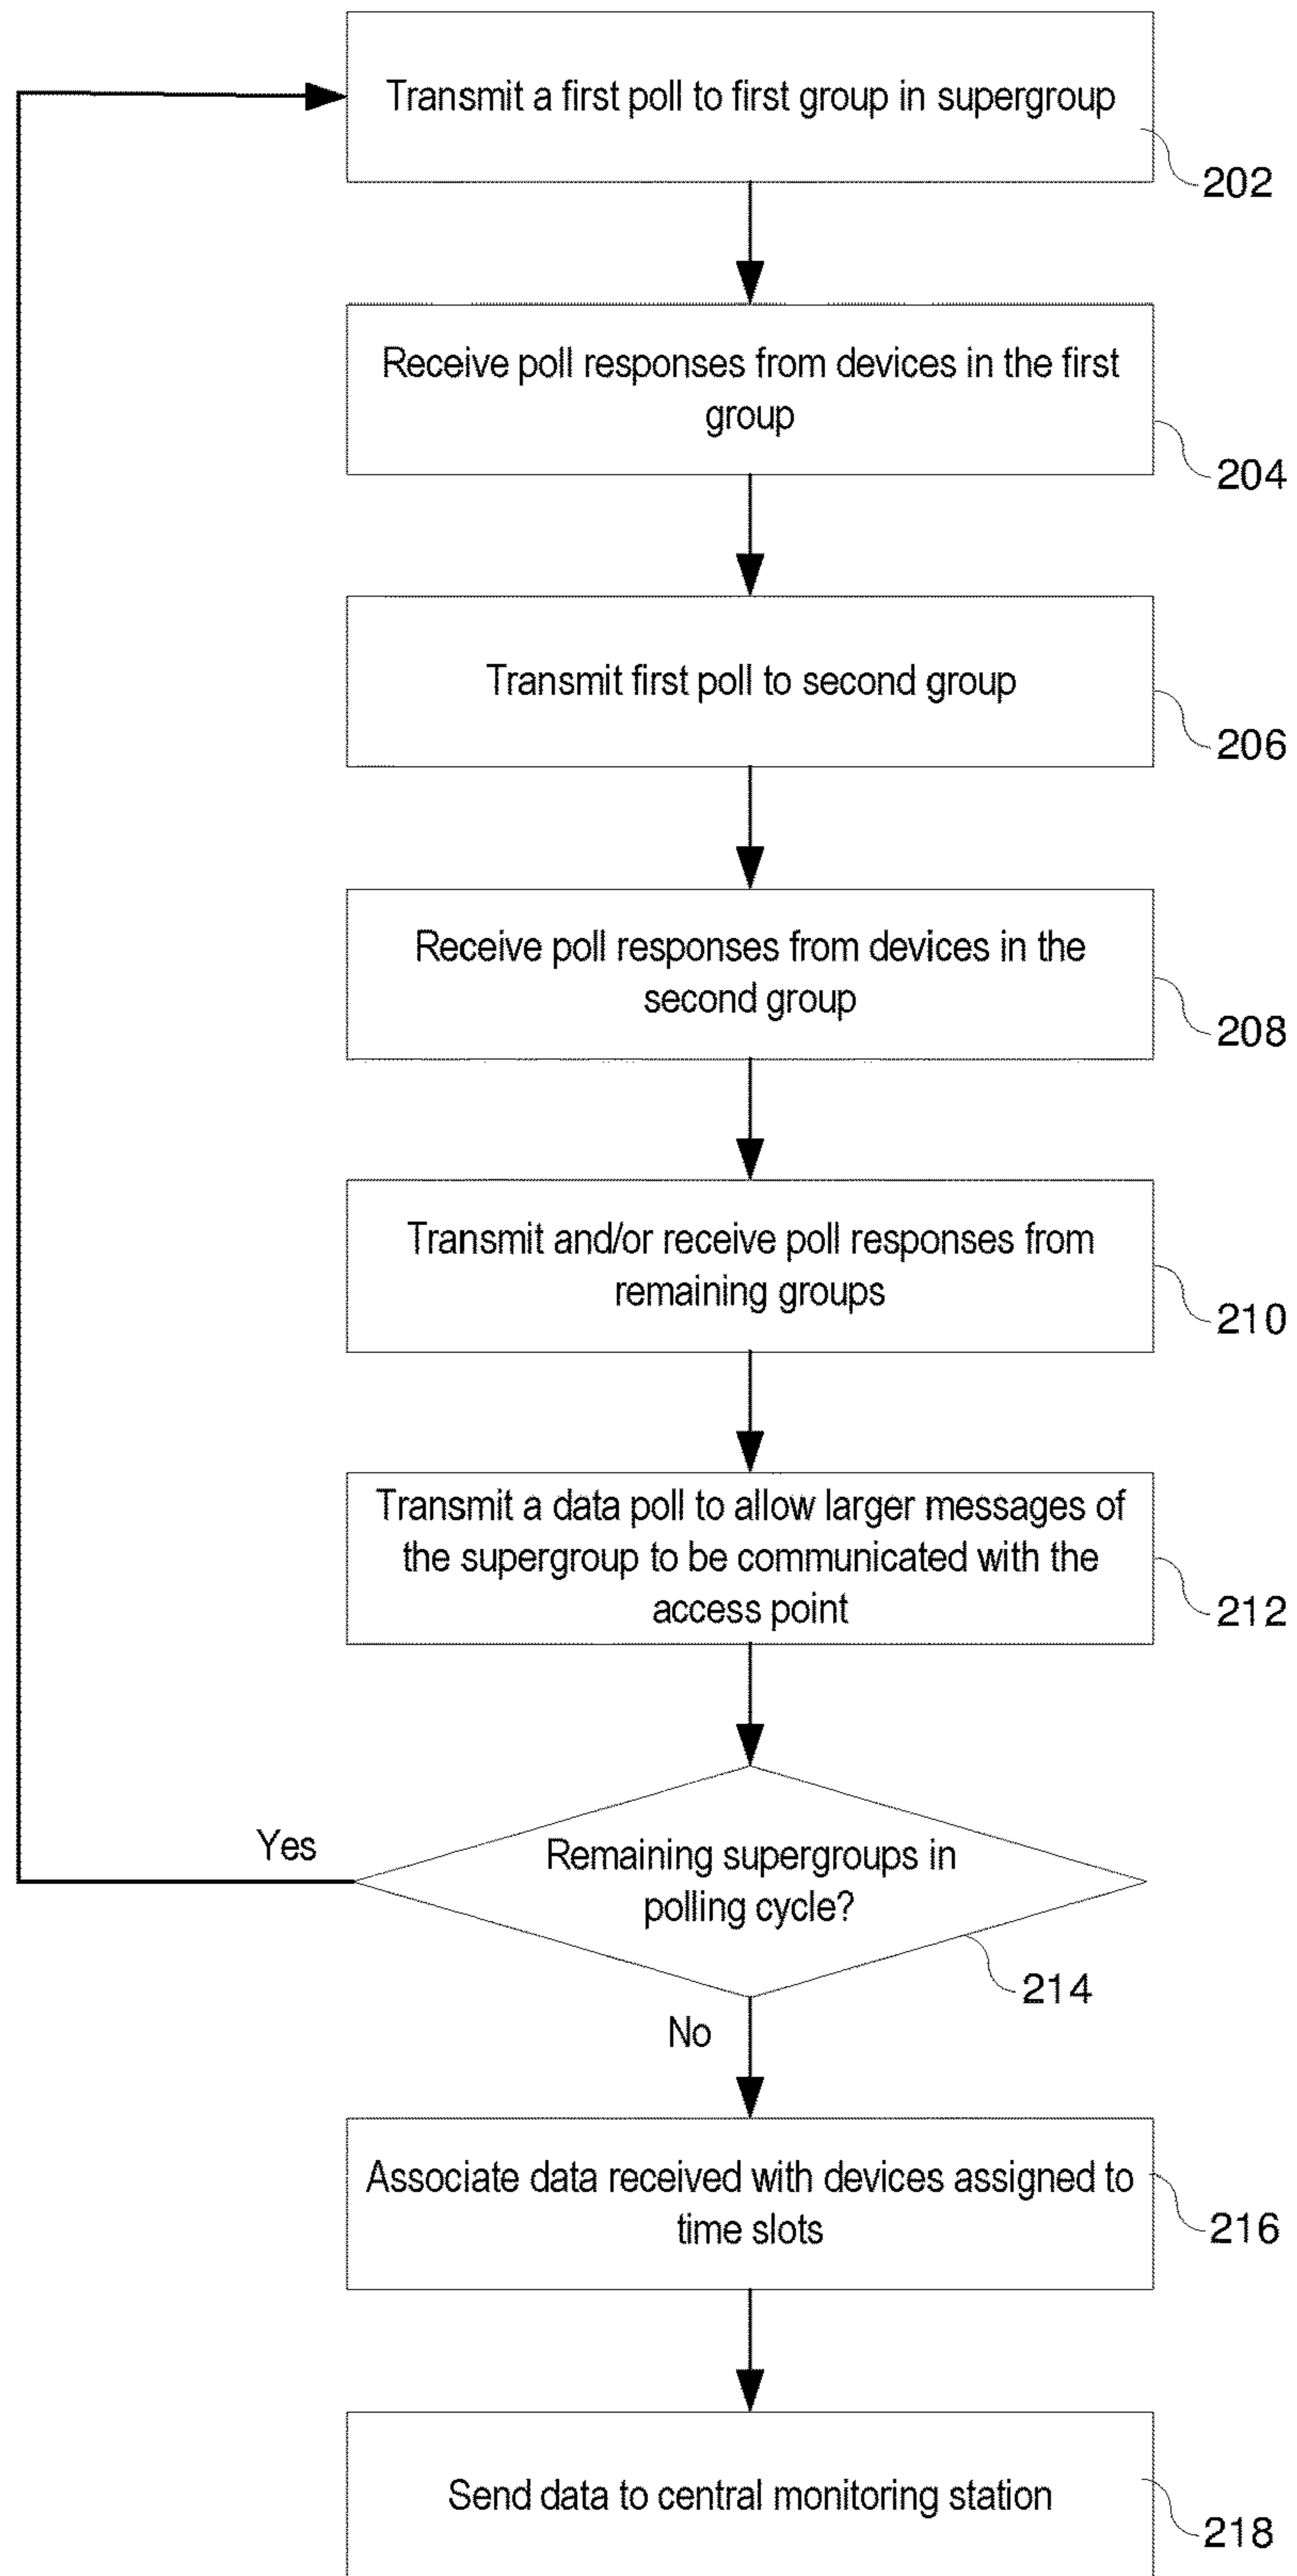 Transmit a first poll to first group in supergroup
202
Receive poll responses from devices in the first
group
204
Transmit first poll to second group
206
Receive poll responses from devices in the
second group
208
Transmit and/or receive poll responses from
remaining groups
210
Transmit a data poll to allow larger messages of
the supergroup to be communicated with the
access point
212
Yes
Remaining supergroups in
polling cycle?
214
No
Associate data received with devices assigned to
time slots
216
Send data to central monitoring station
218